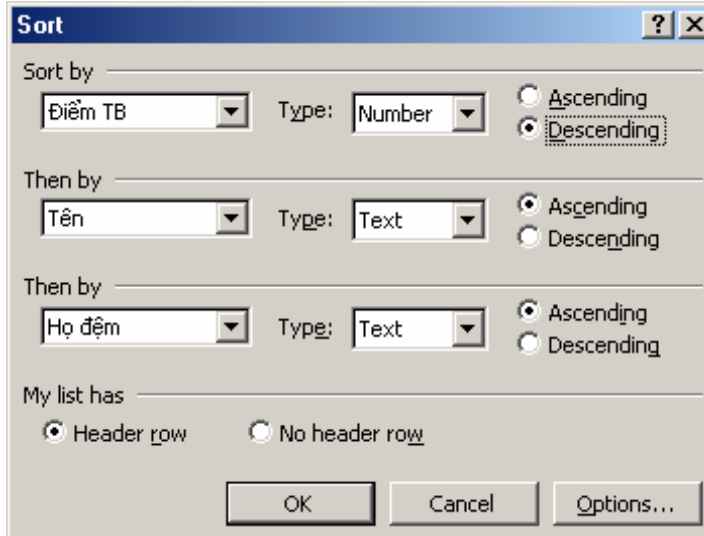 Sort
Sort by
Điểm TB Type: Number Ascending
Descending
Then by
Tên Type: Text Ascending
Descending
Then by
Họ đệm Type: Text Ascending
Descending
My list has
Header row No header row
OK Cancel Options...